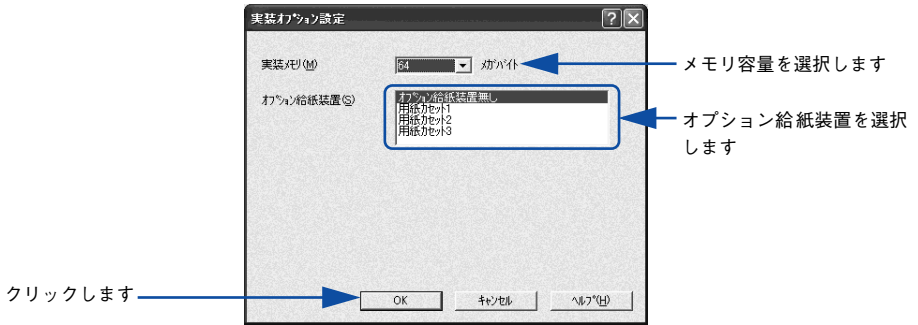 実装ｵﾌﾟｼｮﾝ設定
実装ﾒﾓﾘ(M)
64
ﾒｶﾞﾊﾞｲﾄ
メモリ容量を選択します
ｵﾌﾟｼｮﾝ給紙装置(S)
ｵﾌﾟｼｮﾝ給紙装置無し
用紙ｶｾｯﾄ1
用紙ｶｾｯﾄ2
用紙ｶｾｯﾄ3
オプション給紙装置を選択
します
クリックします
OK
ｷｬﾝｾﾙ
ﾍﾙﾌﾟ(H)